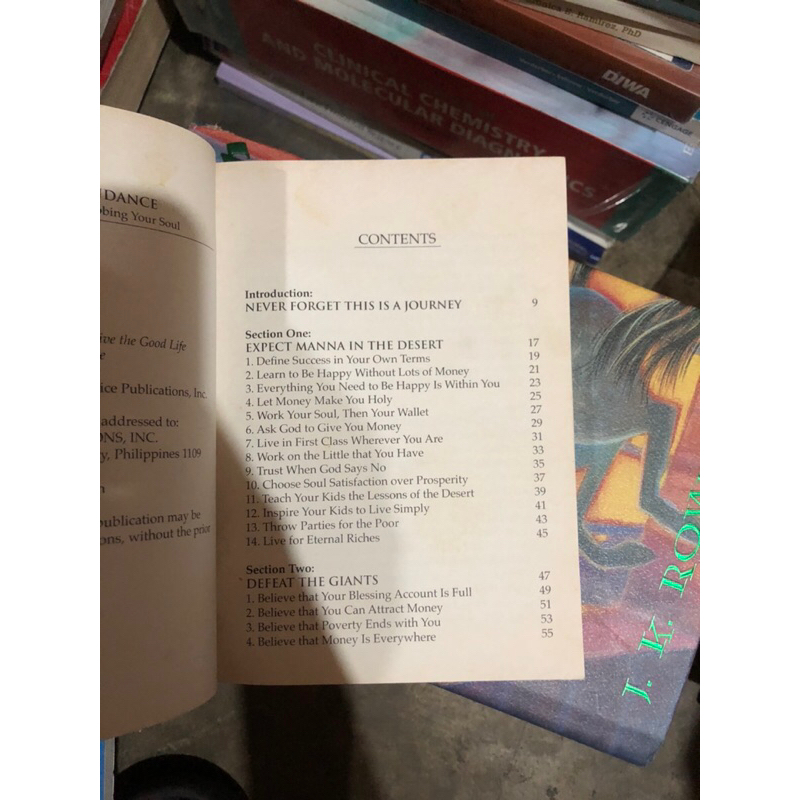 Ramirez, PhD
DIWA
CENGAGE
CLINICAL CHEMISTRY
AND MOLECULAR DIAGNOSTICS
DANCE
bing Your Soul
ive the Good Life
ice Publications, Inc.
addressed to:
NS, INC.
y, Philippines 1109
publication may be
ons, without the prior
CONTENTS
Introduction:
NEVER FORGET THIS IS A JOURNEY 9
Section One:
EXPECT MANNA IN THE DESERT 17
1. Define Success in Your Own Terms 19
2. Learn to Be Happy Without Lots of Money 21
3. Everything You Need to Be Happy Is Within You 23
4. Let Money Make You Holy 25
5. Work Your Soul, Then Your Wallet 27
6. Ask God to Give You Money 29
7. Live in First Class Wherever You Are 31
8. Work on the Little that You Have 33
9. Trust When God Says No 35
10. Choose Soul Satisfaction over Prosperity 37
11. Teach Your Kids the Lessons of the Desert 39
12. Inspire Your Kids to Live Simply 41
13. Throw Parties for the Poor 43
14. Live for Eternal Riches 45
Section Two:
DEFEAT THE GIANTS 47
1. Believe that Your Blessing Account Is Full 49
2. Believe that You Can Attract Money 51
3. Believe that Poverty Ends with You 53
4. Believe that Money Is Everywhere 55
J. K. ROW